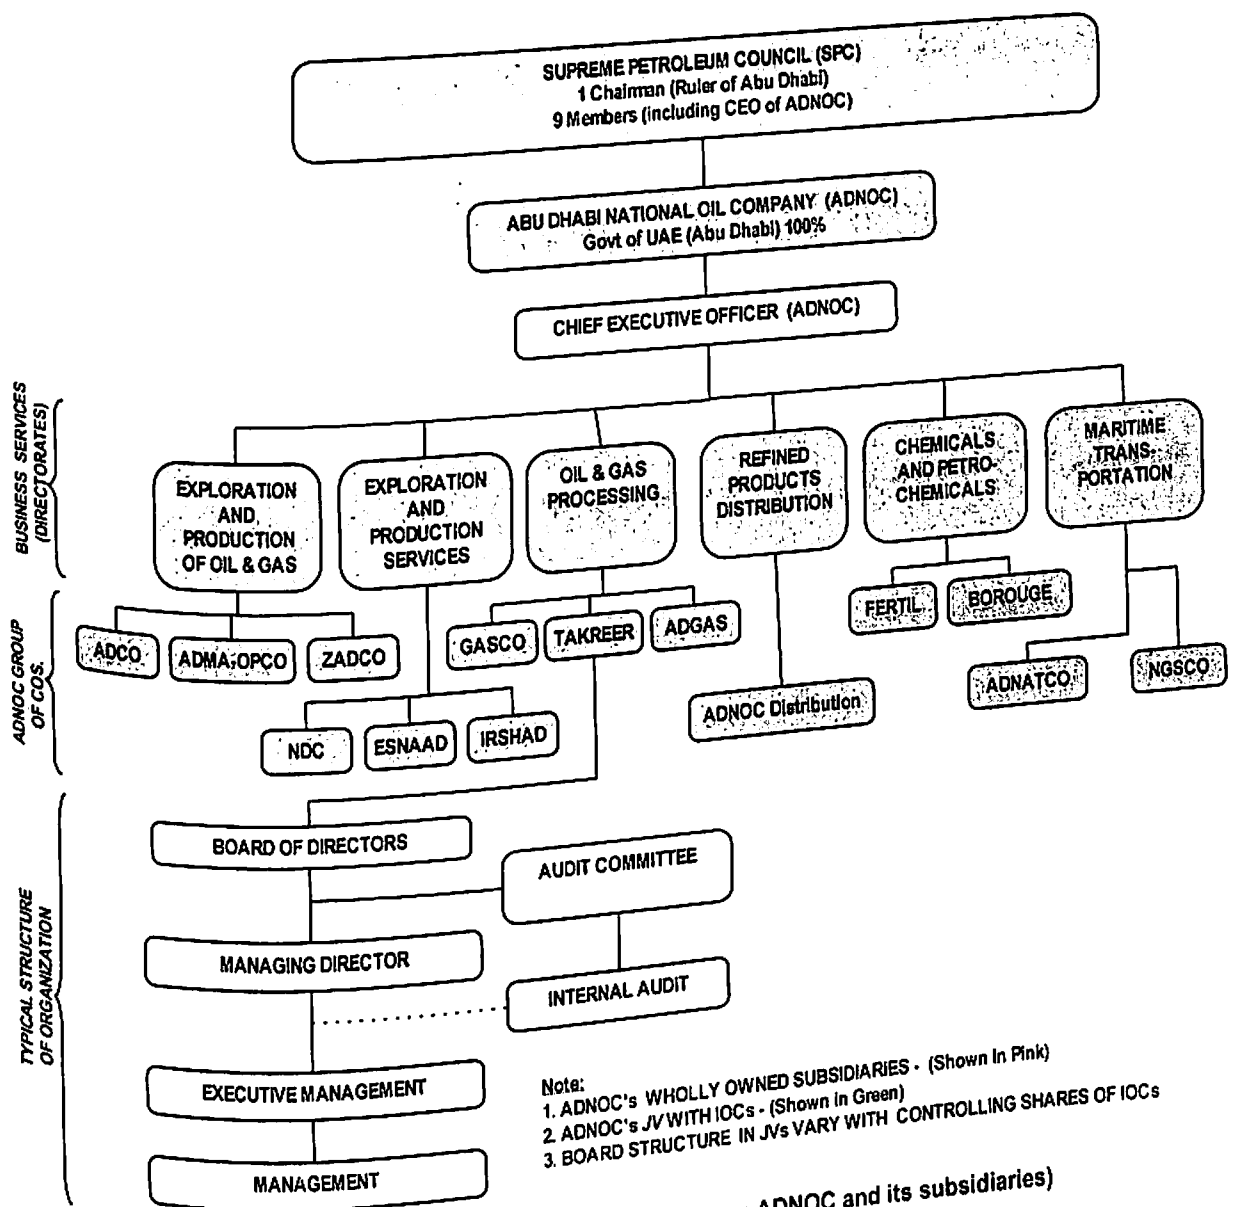 SUPREME PETROLEUM COUNCIL (SPC)
1 Chairman (Ruler of Abu Dhabi)
9 Members (including CEO of ADNOC)
ABU DHABI NATIONAL OIL COMPANY (ADNOC)
Govt of UAE (Abu Dhabi) 100%
CHIEF EXECUTIVE OFFICER (ADNOC)
BUSINESS SERVICES
(DIRECTORATES)
EXPLORATION
AND
PRODUCTION
OF OIL & GAS
EXPLORATION
AND
PRODUCTION
SERVICES
OIL & GAS
PROCESSING
REFINED
PRODUCTS
DISTRIBUTION
CHEMICALS
AND PETRO-
CHEMICALS
MARITIME
TRANS-
PORTATION
ADNOC GROUP
OF COS.
ADCO
ADMA-OPCO
ZADCO
NDC
ESNAAD
IRSHAD
GASCO
TAKREER
ADGAS
ADNOC Distribution
FERTIL
BOROUGE
ADNATCO
NGSCO
TYPICAL STRUCTURE
OF ORGANIZATION
BOARD OF DIRECTORS
AUDIT COMMITTEE
MANAGING DIRECTOR
INTERNAL AUDIT
EXECUTIVE MANAGEMENT
MANAGEMENT
Note:
1. ADNOC's WHOLLY OWNED SUBSIDIARIES - (Shown In Pink)
2. ADNOC's JV WITH IOCs - (Shown in Green)
3. BOARD STRUCTURE IN JVs VARY WITH CONTROLLING SHARES OF IOCs
ADNOC and its subsidiaries)